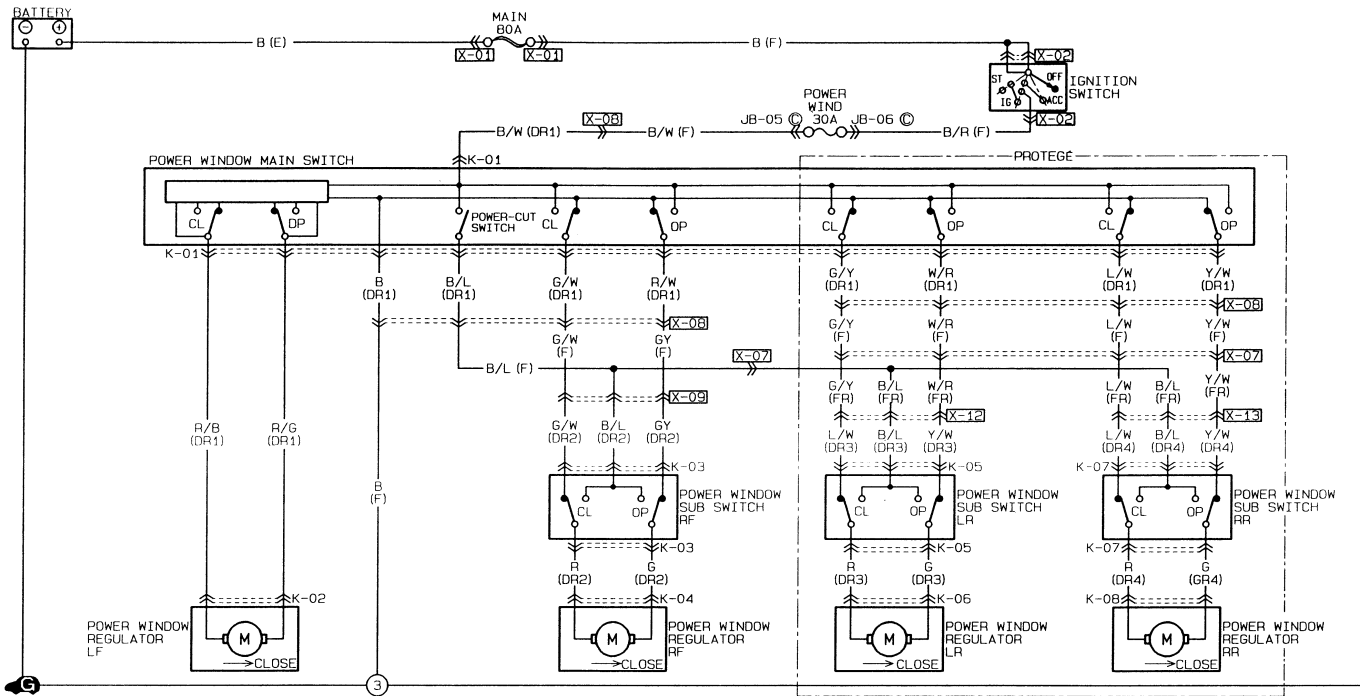 BATTERY
MAIN
80A
B (E)
X-01
X-01
B (F)
X-02
ST
OFF
IG
ACC
IGNITION
SWITCH
X-02
POWER
WIND
30A
JB-05 Ⓒ
JB-06 Ⓒ
B/R (F)
X-08
B/W (DR1)
B/W (F)
K-01
PROTEGÉ
POWER WINDOW MAIN SWITCH
CL
OP
POWER-CUT
SWITCH
CL
OP
CL
OP
CL
OP
K-01
B
(DR1)
B/L
(DR1)
G/W
(DR1)
R/W
(DR1)
G/Y
(DR1)
W/R
(DR1)
L/W
(DR1)
Y/W
(DR1)
X-08
X-08
G/W
(F)
GY
(F)
G/Y
(F)
W/R
(F)
L/W
(F)
Y/W
(F)
X-07
X-07
B/L (F)
G/Y
(FR)
B/L
(FR)
W/R
(FR)
L/W
(FR)
B/L
(FR)
Y/W
(FR)
X-09
X-12
X-13
R/B
(DR1)
R/G
(DR1)
G/W
(DR2)
B/L
(DR2)
GY
(DR2)
L/W
(DR3)
B/L
(DR3)
Y/W
(DR3)
L/W
(DR4)
B/L
(DR4)
Y/W
(DR4)
K-03
K-05
K-07
B
(F)
CL
OP
POWER WINDOW
SUB SWITCH
RF
CL
OP
POWER WINDOW
SUB SWITCH
LR
CL
OP
POWER WINDOW
SUB SWITCH
RR
K-03
K-05
K-07
R
(DR2)
G
(DR2)
R
(DR3)
G
(DR3)
R
(DR4)
G
(GR4)
K-02
K-04
K-06
K-08
POWER WINDOW
REGULATOR
LF
M
CLOSE
M
CLOSE
POWER WINDOW
REGULATOR
RF
M
CLOSE
POWER WINDOW
REGULATOR
LR
M
CLOSE
POWER WINDOW
REGULATOR
RR
G
3